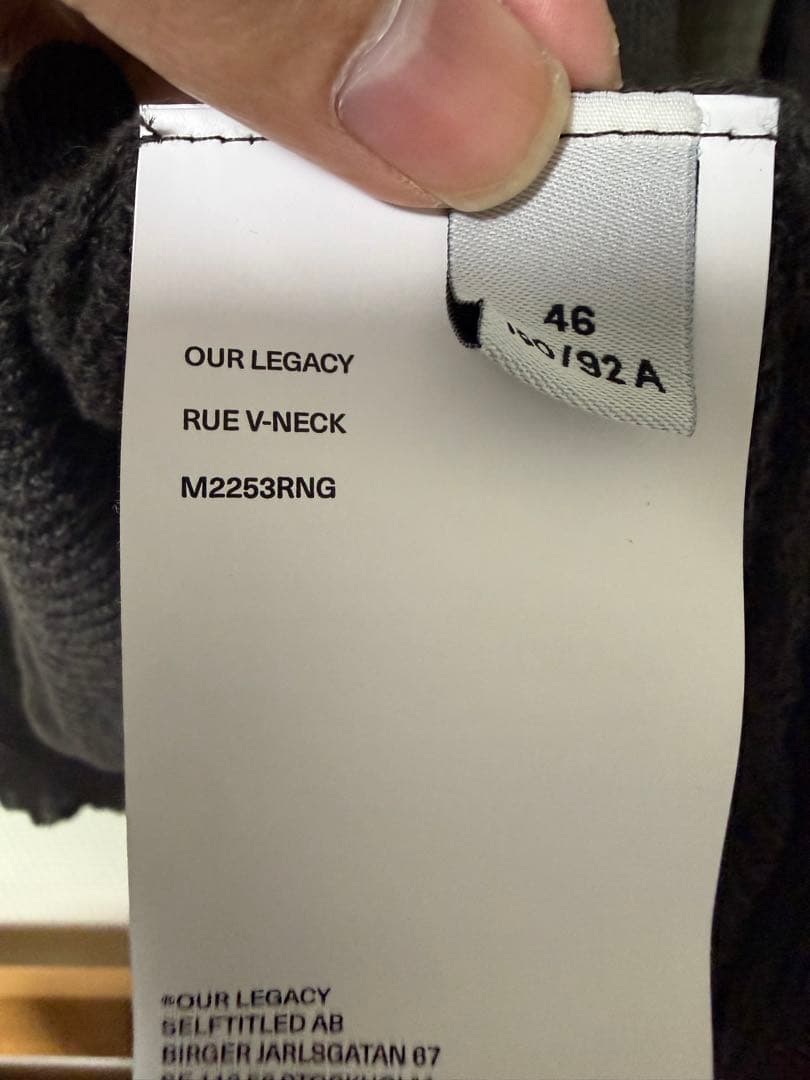 46
/92 A
OUR LEGACY
RUE V-NECK
M2253RNG
®OUR LEGACY
SELFTITLED AB
BIRGER JARLSGATAN 67